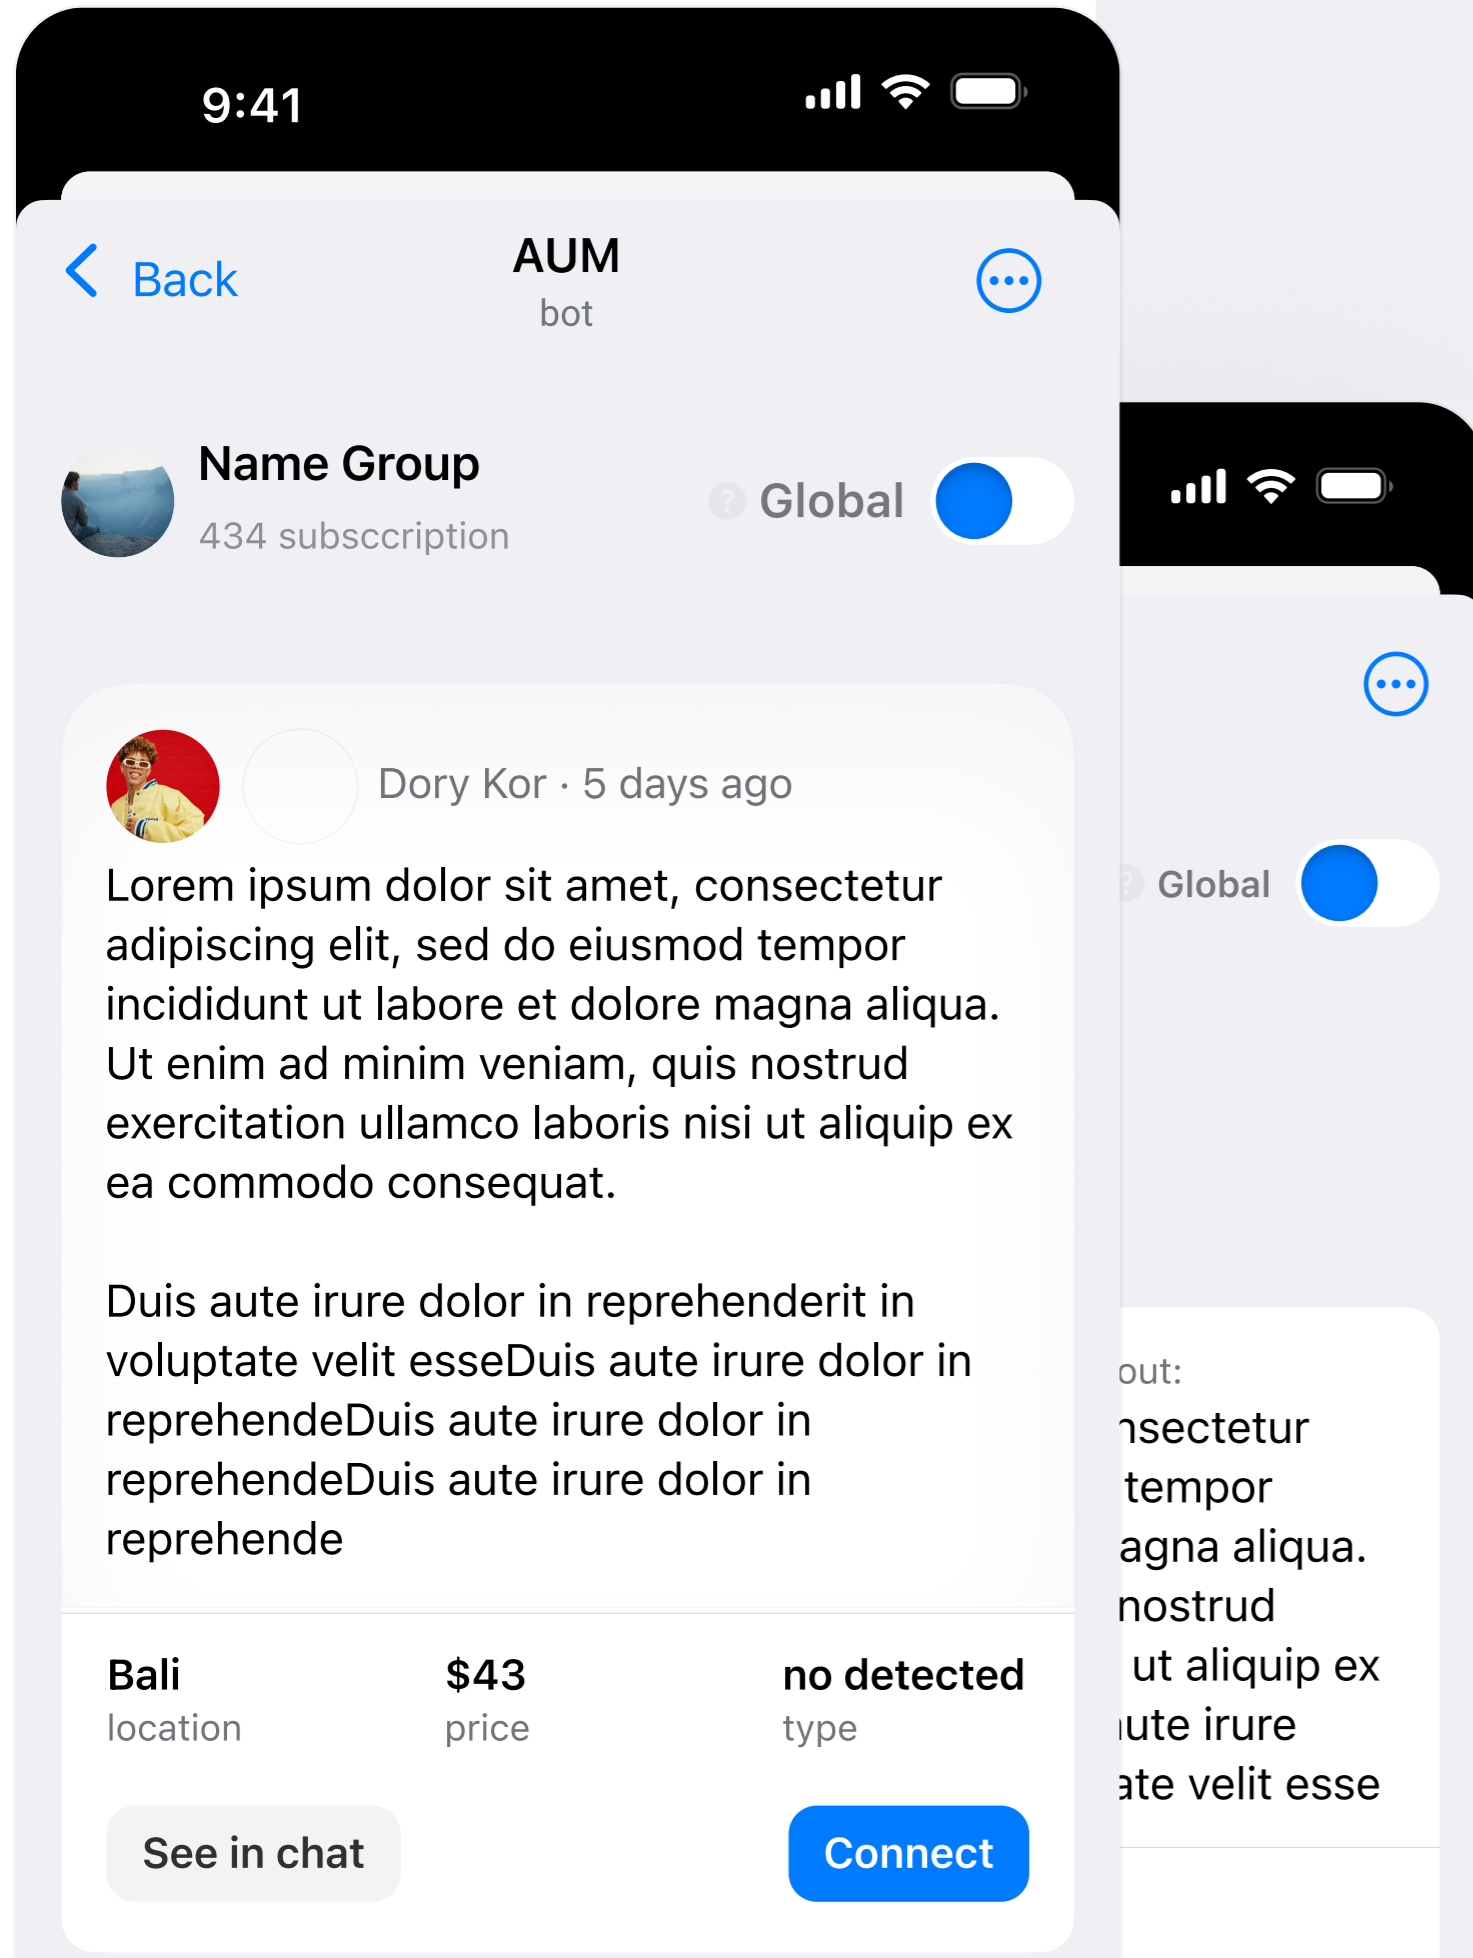 9:41
Back
AUM
bot
Name Group
434 subsccription
? Global
Dory Kor · 5 days ago
Lorem ipsum dolor sit amet, consectetur
adipiscing elit, sed do eiusmod tempor
incididunt ut labore et dolore magna aliqua.
Ut enim ad minim veniam, quis nostrud
exercitation ullamco laboris nisi ut aliquip ex
ea commodo consequat.
Duis aute irure dolor in reprehenderit in
voluptate velit esseDuis aute irure dolor in
reprehendeDuis aute irure dolor in
reprehendeDuis aute irure dolor in
reprehende
Bali
location
$43
price
no detected
type
See in chat
Connect
? Global
out:
nsectetur
tempor
agna aliqua.
nostrud
ut aliquip ex
ute irure
ate velit esse